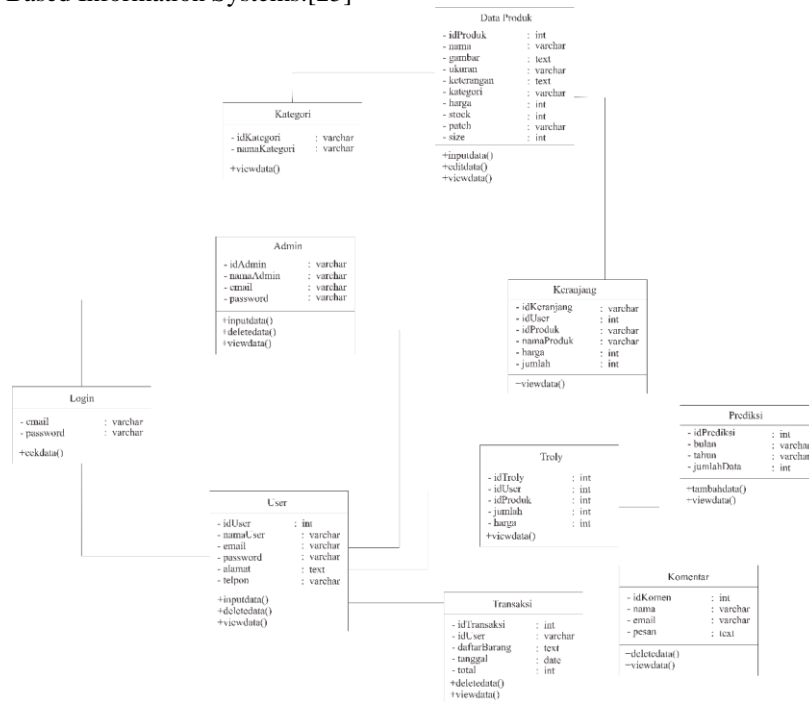 Based Information Systems.[23]
Data Produk
- idProduk : int
- nama : varchar
- gambar : text
- ukuran : varchar
- keterangan : text
- kategori : varchar
- harga : int
- stock : int
- patch : varchar
- size : int
+inputdata()
+editdata()
+viewdata()
Kategori
- idKategori : varchar
- namaKategori : varchar
+viewdata()
Admin
- idAdmin : varchar
- namaAdmin : varchar
- email : varchar
- password : varchar
+inputdata()
+deletedata()
+viewdata()
Keranjang
- idKeranjang : varchar
- idUser : int
- idProduk : varchar
- namaProduk : varchar
- harga : int
- jumlah : int
+viewdata()
Login
- email : varchar
- password : varchar
+cekdata()
Prediksi
- idPrediksi : int
- bulan : varchar
- tahun : varchar
- jumlahData : int
+tambahdata()
+viewdata()
Troly
- idTroly : int
- idUser : int
- idProduk : int
- jumlah : int
- harga : int
+viewdata()
User
- idUser : int
- namaUser : varchar
- email : varchar
- password : varchar
- alamat : text
- telpon : varchar
+inputdata()
+deletedata()
+viewdata()
Komentar
- idKomen : int
- nama : varchar
- email : varchar
- pesan : text
+deletedata()
+viewdata()
Transaksi
- idTransaksi : int
- idUser : varchar
- daftarBarang : text
- tanggal : date
- total : int
+deletedata()
+viewdata()